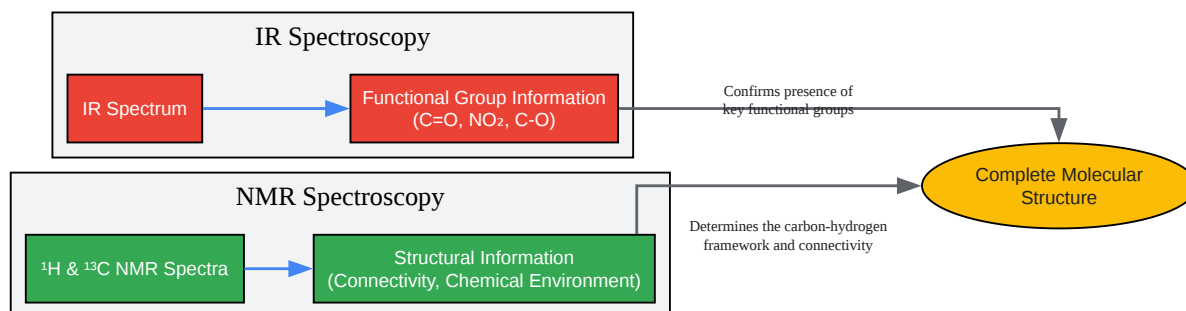 IR Spectroscopy
IR Spectrum
Functional Group Information
(C=O, NO₂, C-O)
Confirms presence of
key functional groups
Complete Molecular
Structure
NMR Spectroscopy
¹H & ¹³C NMR Spectra
Structural Information
(Connectivity, Chemical Environment)
Determines the carbon-hydrogen
framework and connectivity